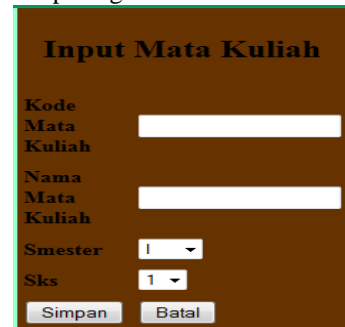 Input Mata Kuliah
Kode
Mata
Kuliah
Nama
Mata
Kuliah
Smester I
Sks 1
Simpan Batal